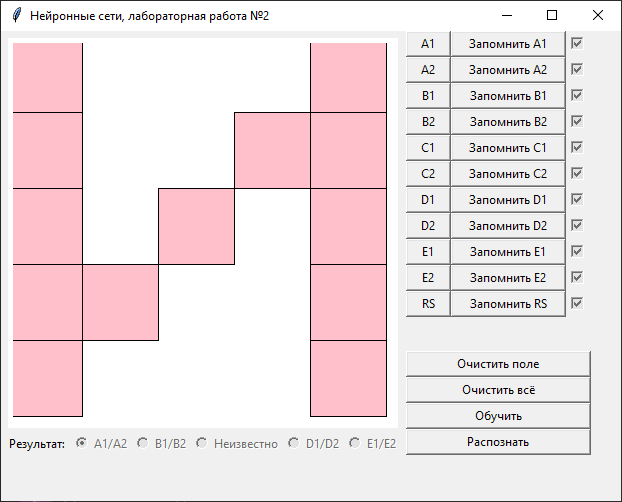 Нейронные сети, лабораторная работа №2
A1 Запомнить A1
A2 Запомнить A2
B1 Запомнить B1
B2 Запомнить B2
C1 Запомнить C1
C2 Запомнить C2
D1 Запомнить D1
D2 Запомнить D2
E1 Запомнить E1
E2 Запомнить E2
RS Запомнить RS
Очистить поле
Очистить всё
Обучить
Распознать
Результат: A1/A2 B1/B2 Неизвестно D1/D2 E1/E2